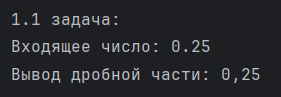 1.1 задача:
Входящее число: 0.25
Вывод дробной части: 0,25